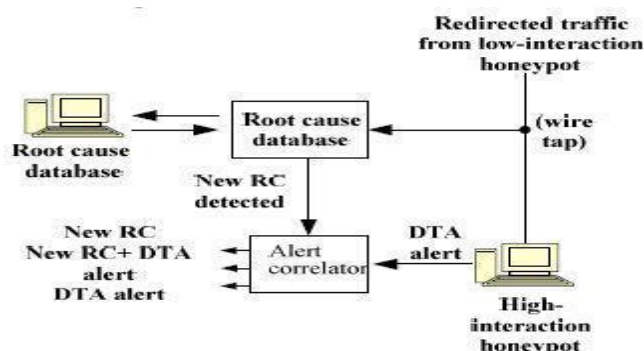 Redirected traffic
from low-interaction
honeypot
(wire
tap)
Root cause
database
Root cause
database
New RC
detected
New RC
New RC+ DTA
alert
DTA alert
Alert
correlator
DTA
alert
High-
interaction
honeypot